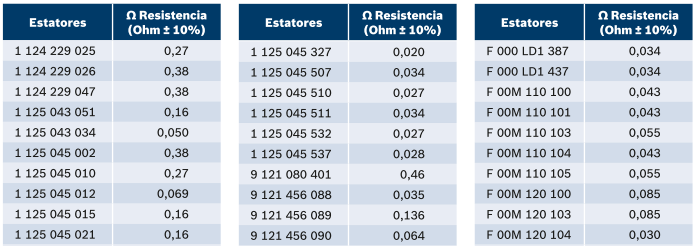 Estatores Ω Resistencia (Ohm ± 10%)
1 124 229 025 0,27
1 124 229 026 0,38
1 124 229 047 0,38
1 125 043 051 0,16
1 125 043 034 0,050
1 125 045 002 0,38
1 125 045 010 0,27
1 125 045 012 0,069
1 125 045 015 0,16
1 125 045 021 0,16
Estatores Ω Resistencia (Ohm ± 10%)
1 125 045 327 0,020
1 125 045 507 0,034
1 125 045 510 0,027
1 125 045 511 0,034
1 125 045 532 0,027
1 125 045 537 0,028
9 121 080 401 0,46
9 121 456 088 0,035
9 121 456 089 0,136
9 121 456 090 0,064
Estatores Ω Resistencia (Ohm ± 10%)
F 000 LD1 387 0,034
F 000 LD1 437 0,034
F 00M 110 100 0,043
F 00M 110 101 0,043
F 00M 110 103 0,055
F 00M 110 104 0,043
F 00M 110 105 0,055
F 00M 120 100 0,085
F 00M 120 103 0,085
F 00M 120 104 0,030